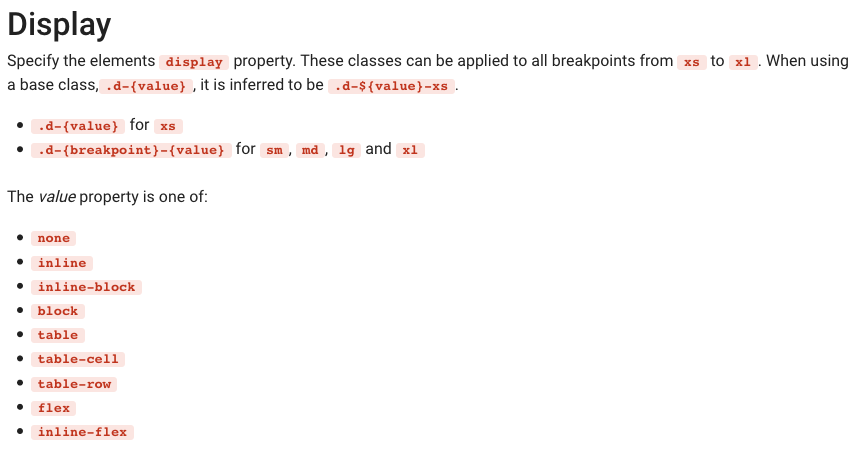 Display
Specify the elements display property. These classes can be applied to all breakpoints from xs to xl. When using
a base class, .d-{value}, it is inferred to be .d-${value}-xs.
• .d-{value} for xs
• .d-{breakpoint}-{value} for sm, md, lg and xl
The value property is one of:
• none
• inline
• inline-block
• block
• table
• table-cell
• table-row
• flex
• inline-flex